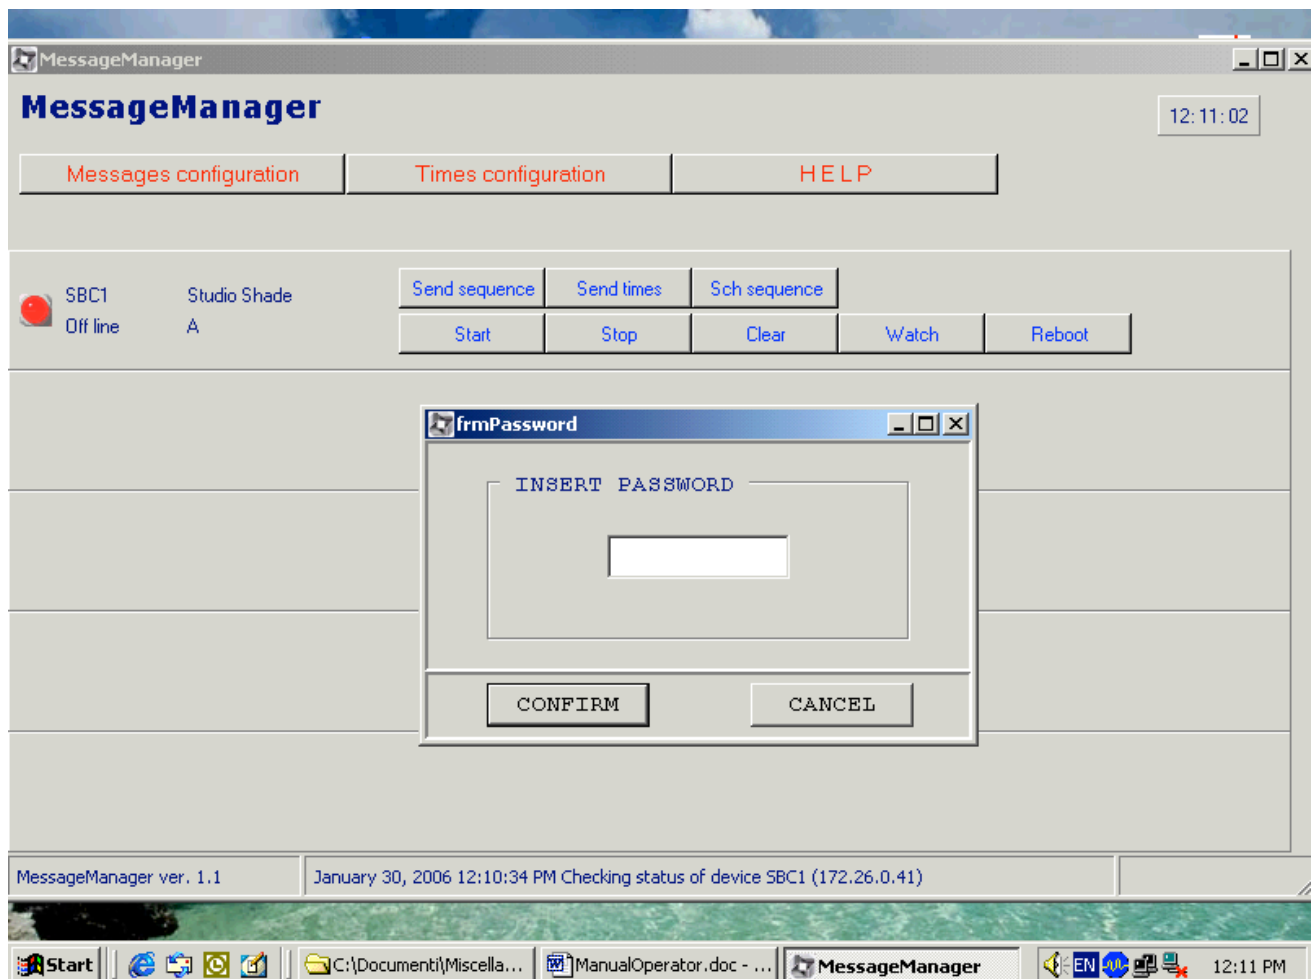 MessageManager
MessageManager
12:11:02
Messages configuration
Times configuration
HELP
SBC1
Studio Shade
Send sequence
Send times
Sch sequence
Off line
A
Start
Stop
Clear
Watch
Reboot
frmPassword
INSERT PASSWORD
CONFIRM
CANCEL
MessageManager ver. 1.1
January 30, 2006 12:10:34 PM Checking status of device SBC1 (172.26.0.41)
Start
C:\Documenti\Miscella...
ManualOperator.doc - ...
MessageManager
EN
12:11 PM